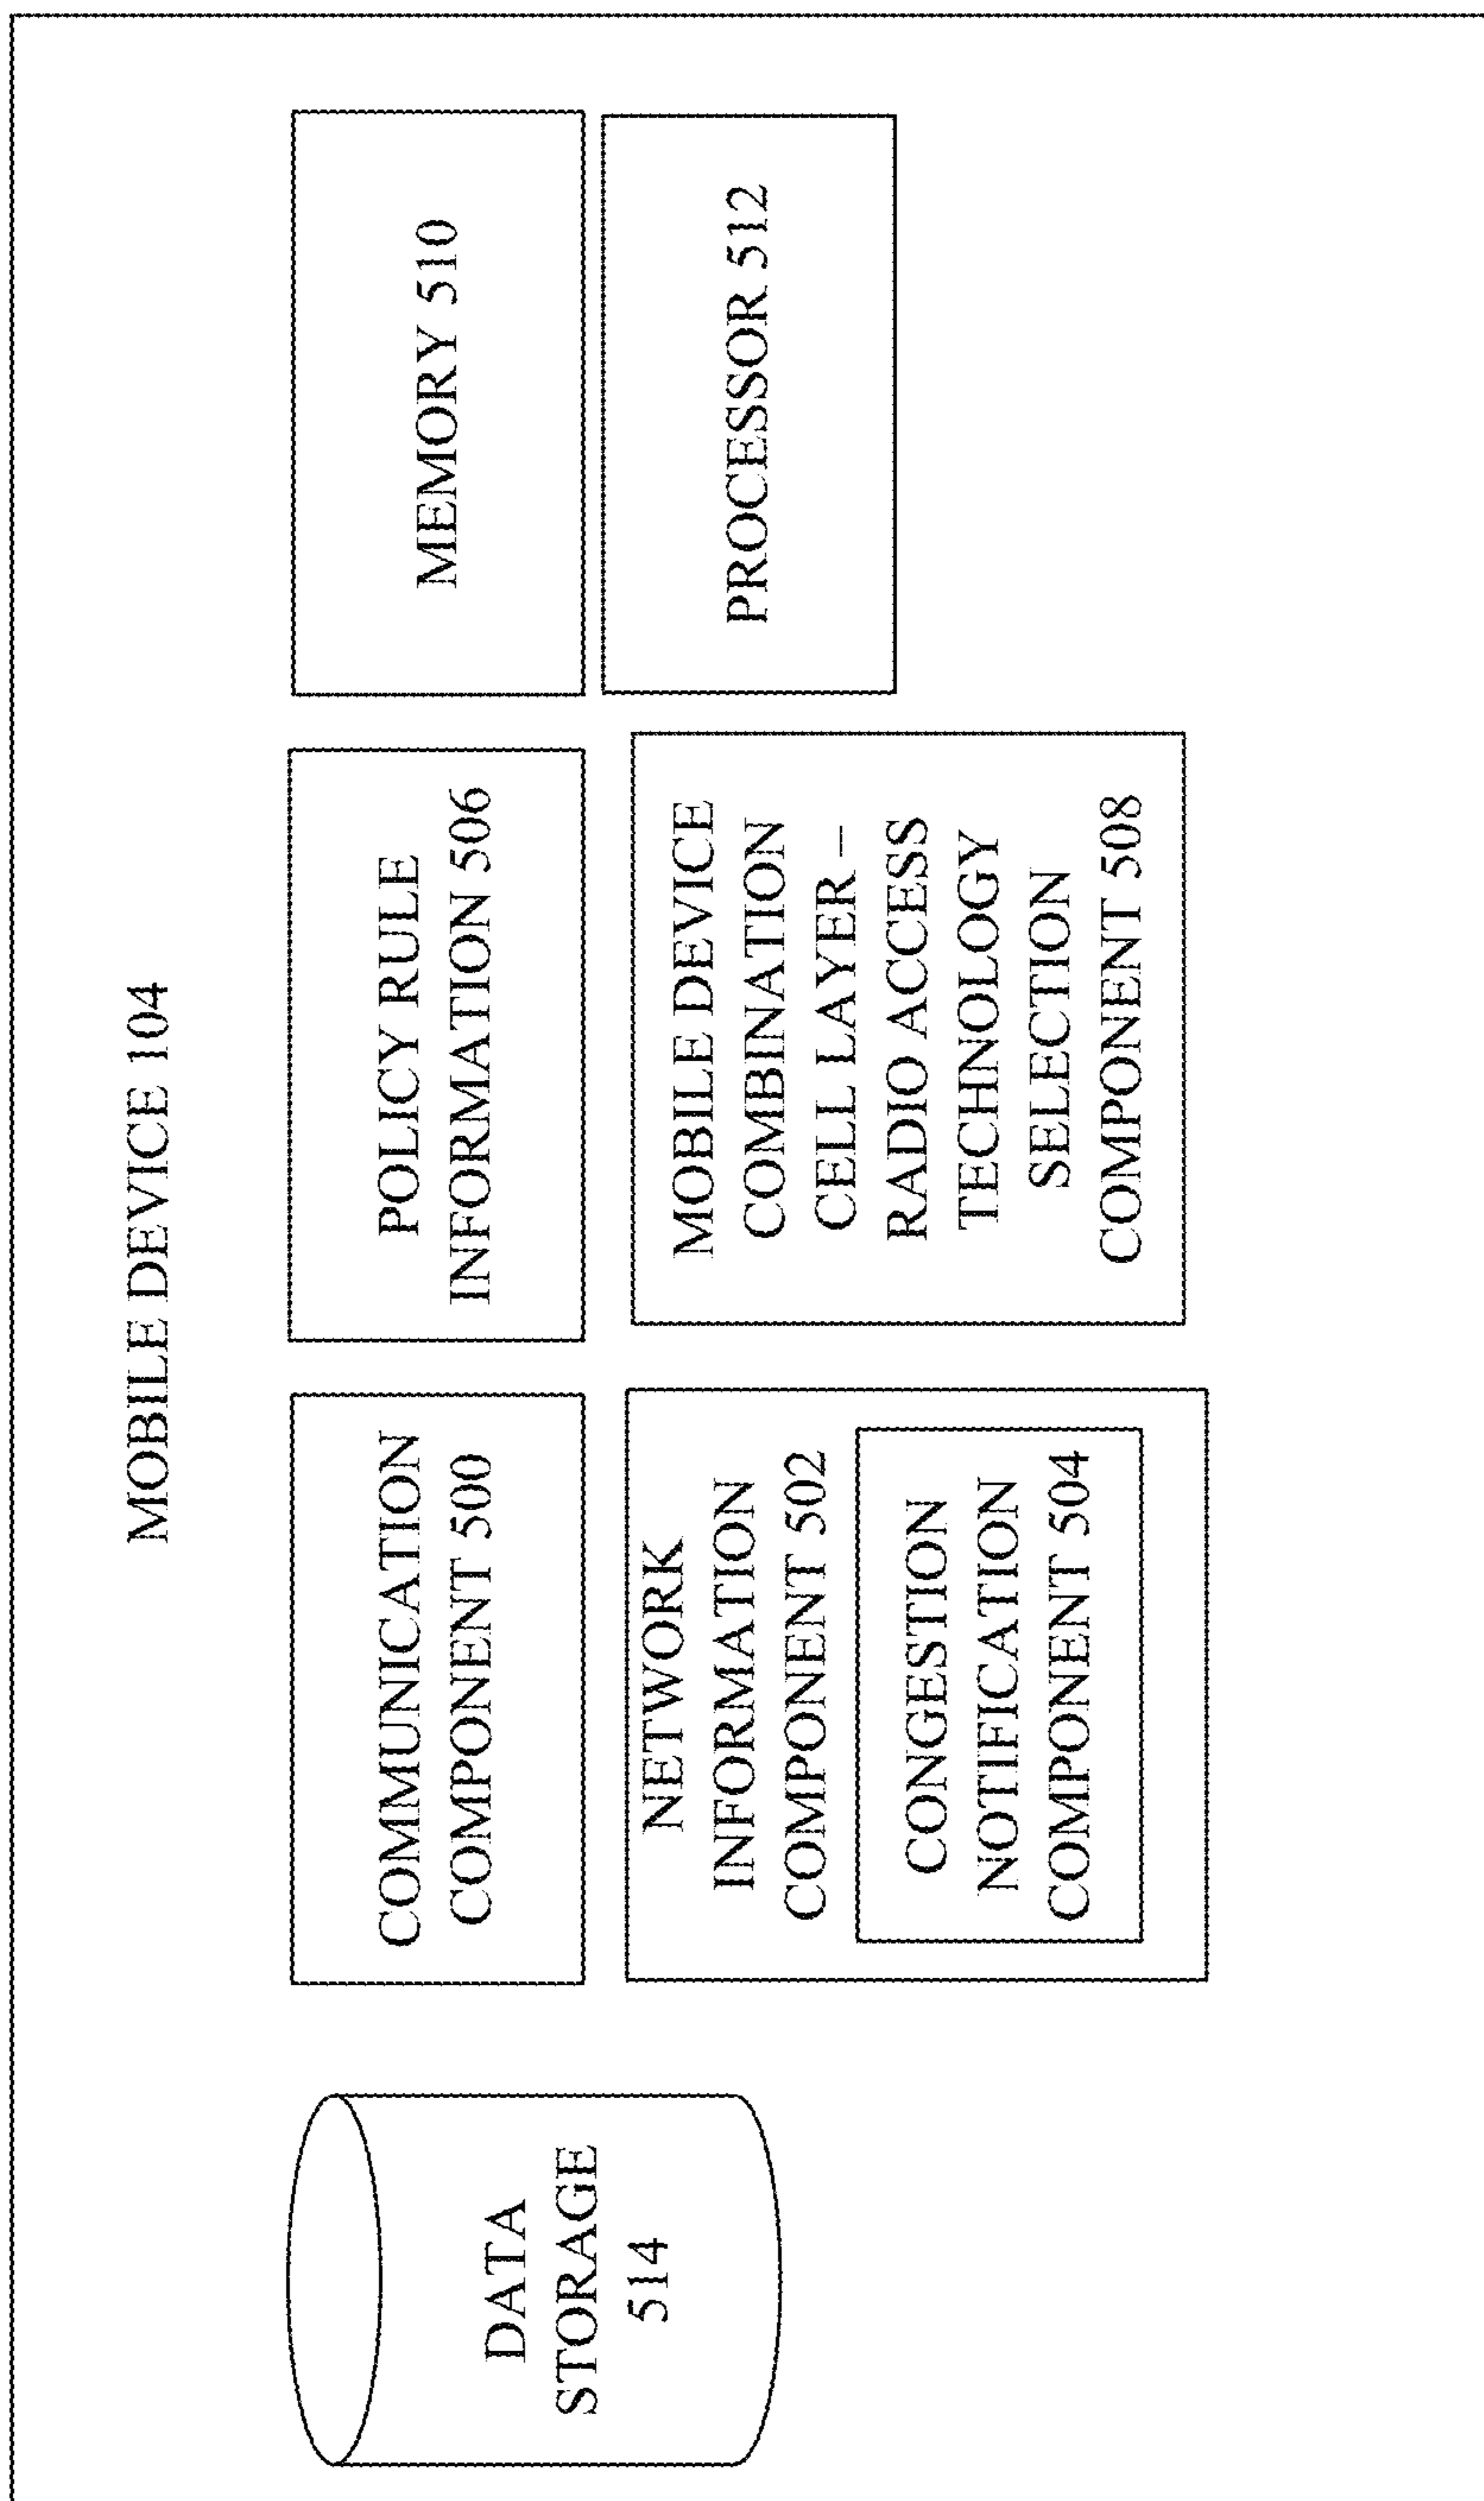 MOBILE DEVICE 104
DATA
STORAGE
514
COMMUNICATION
COMPONENT 500
NETWORK
INFORMATION
COMPONENT 502
CONGESTION
NOTIFICATION
COMPONENT 504
POLICY RULE
INFORMATION 506
MOBILE DEVICE
COMBINATION
CELL LAYER –
RADIO ACCESS
TECHNOLOGY
SELECTION
COMPONENT 508
MEMORY 510
PROCESSOR 512